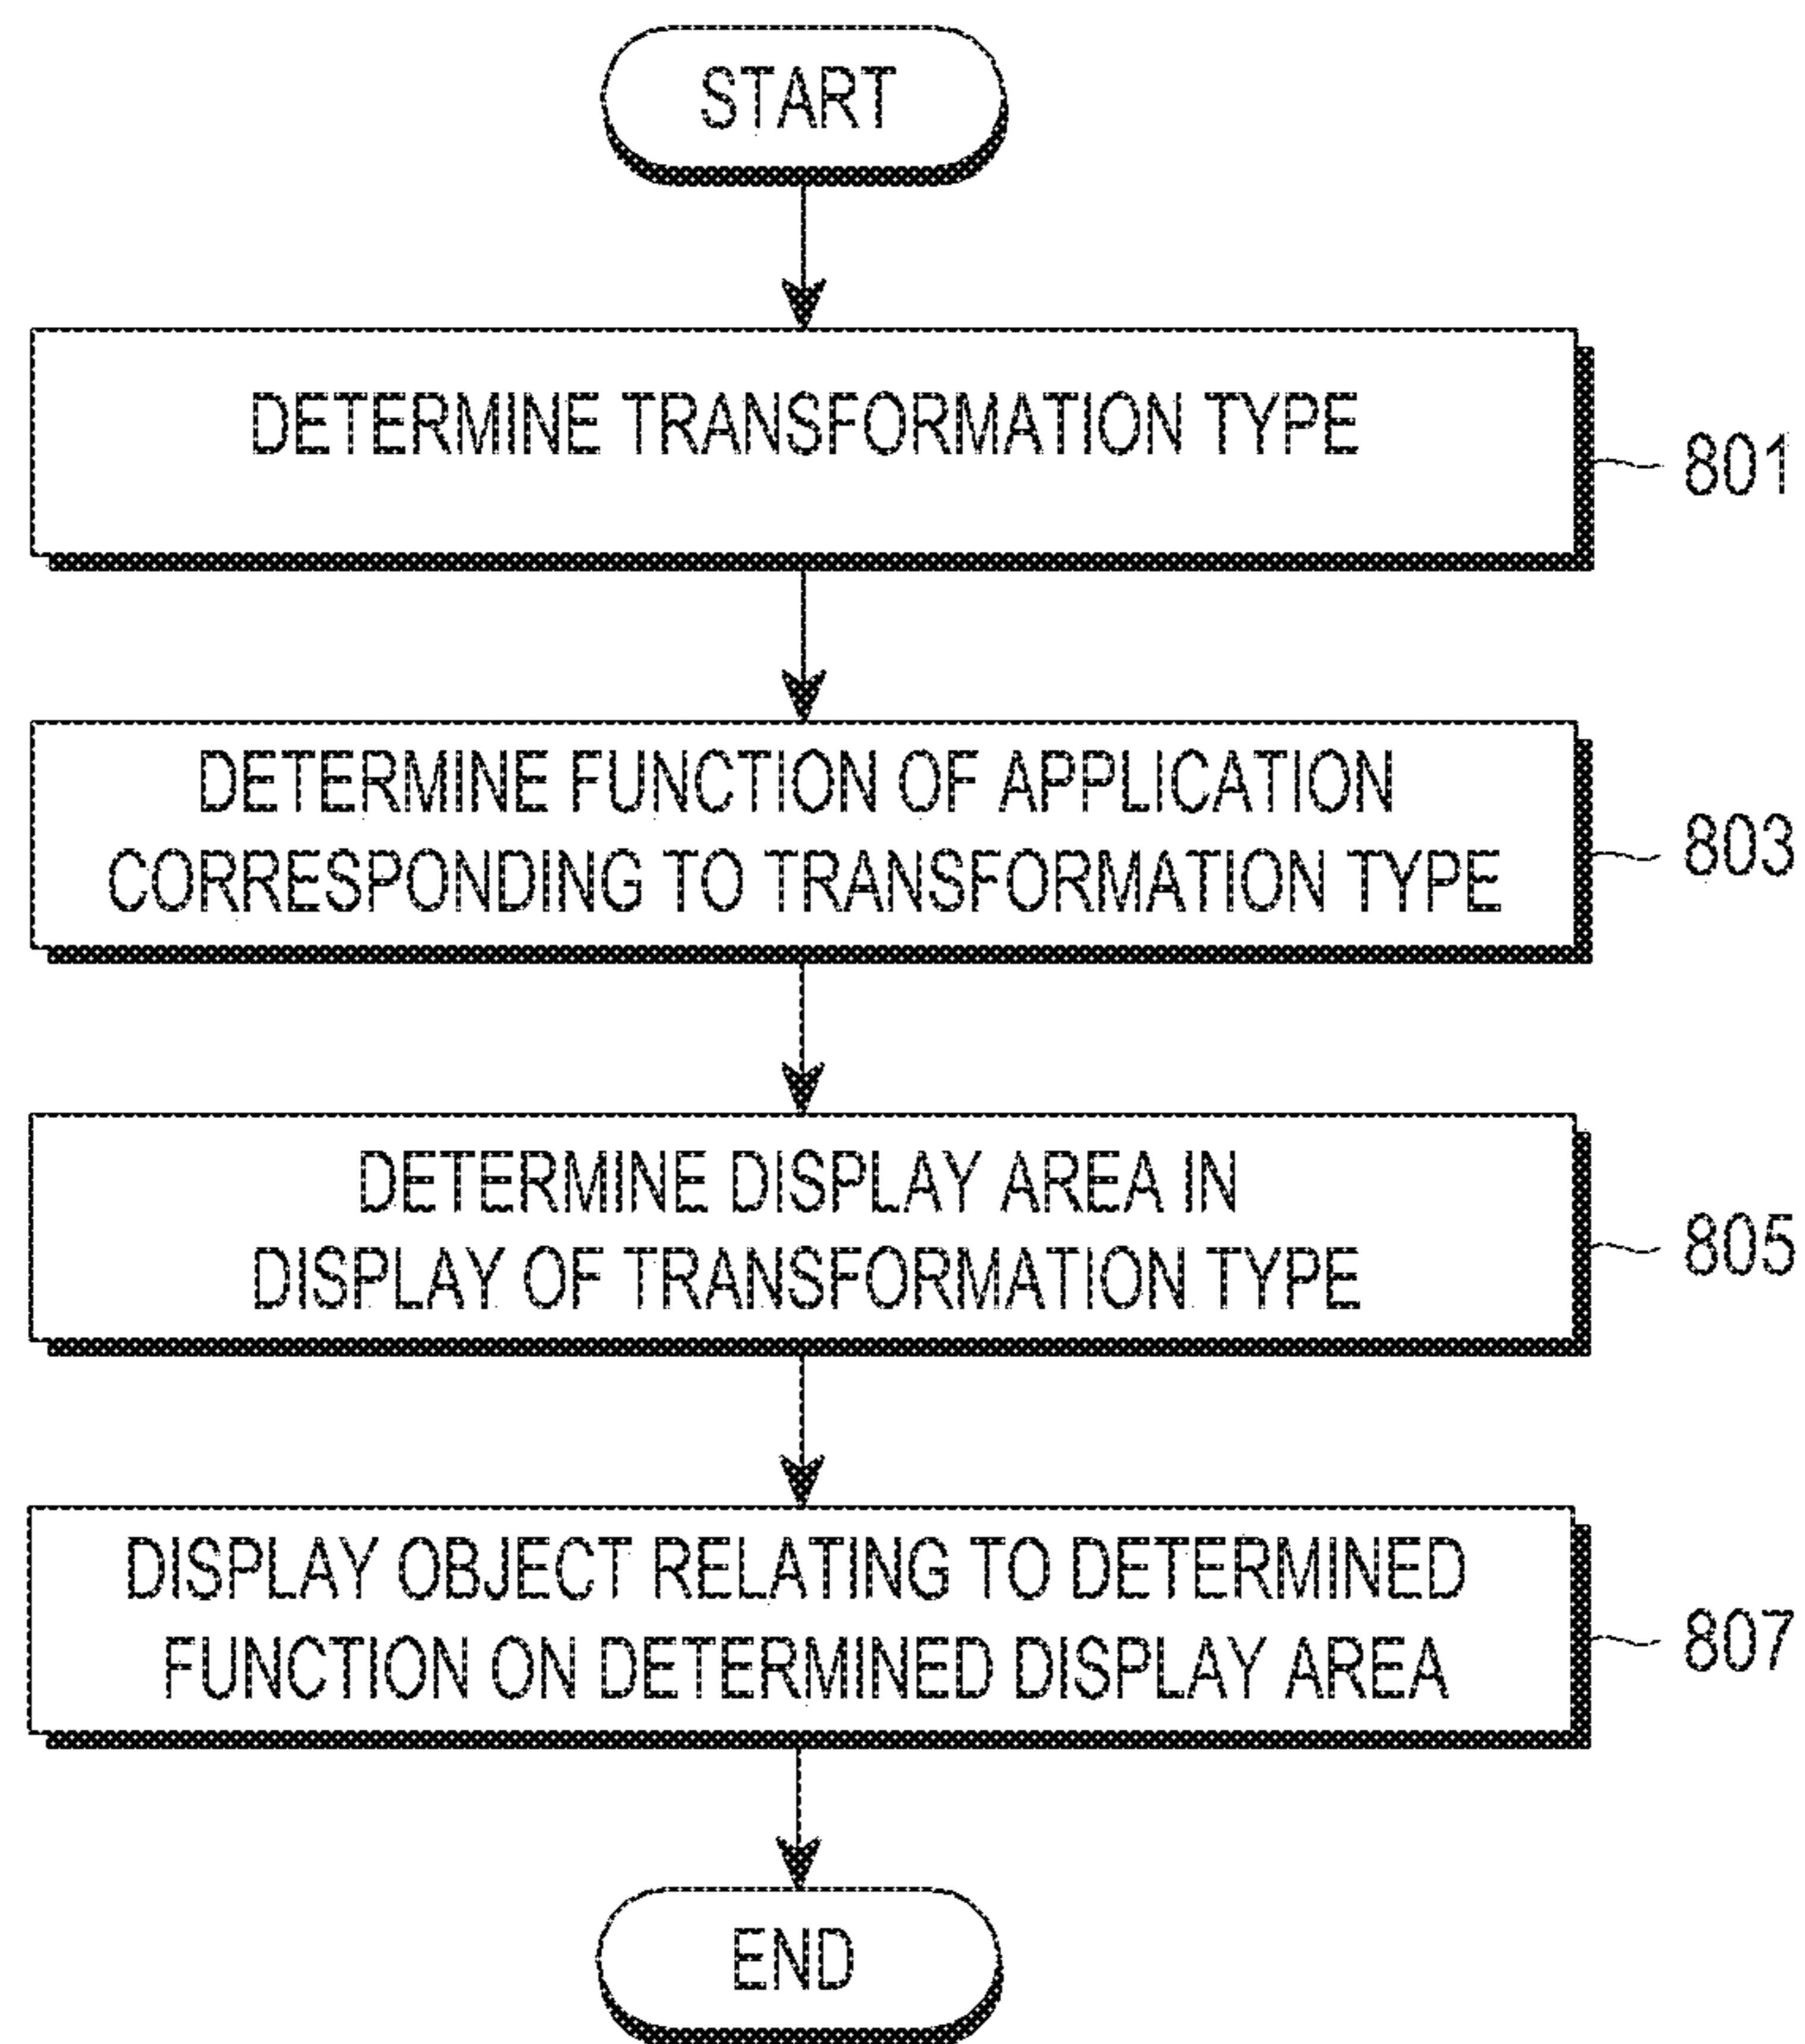 START
DETERMINE TRANSFORMATION TYPE
801
DETERMINE FUNCTION OF APPLICATION
CORRESPONDING TO TRANSFORMATION TYPE
803
DETERMINE DISPLAY AREA IN
DISPLAY OF TRANSFORMATION TYPE
805
DISPLAY OBJECT RELATING TO DETERMINED
FUNCTION ON DETERMINED DISPLAY AREA
807
END